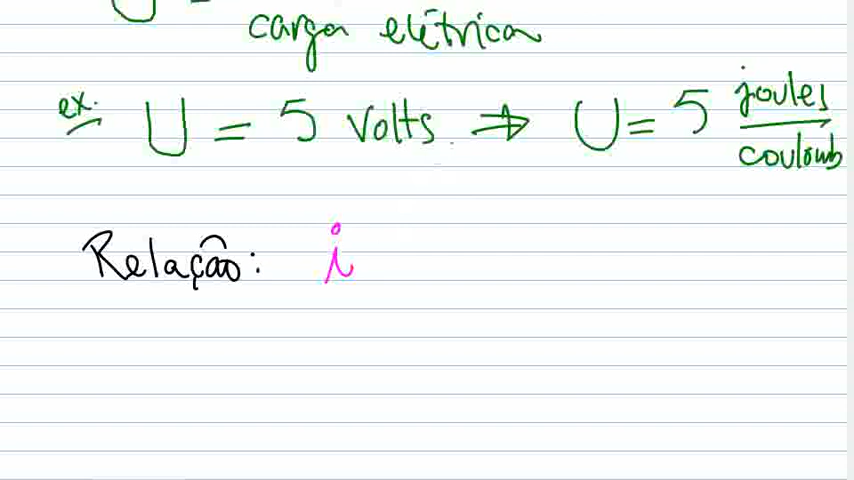 U =
carga elétrica
ex. U = 5 Volts. ⇒ U = 5 joules/coulomb
Relação: i